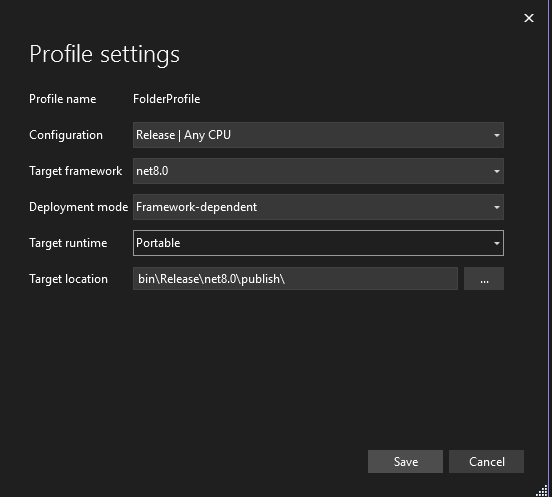 Profile settings
Profile name FolderProfile
Configuration Release | Any CPU
Target framework net8.0
Deployment mode Framework-dependent
Target runtime Portable
Target location bin\Release\net8.0\publish\ ...
Save Cancel